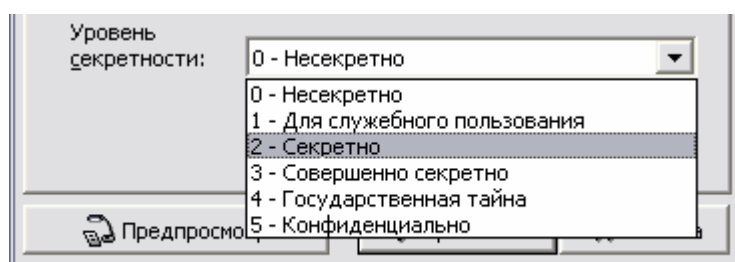 Уровень
секретности:
0 - Несекретно
0 - Несекретно
1 - Для служебного пользования
2 - Секретно
3 - Совершенно секретно
4 - Государственная тайна
5 - Конфиденциально